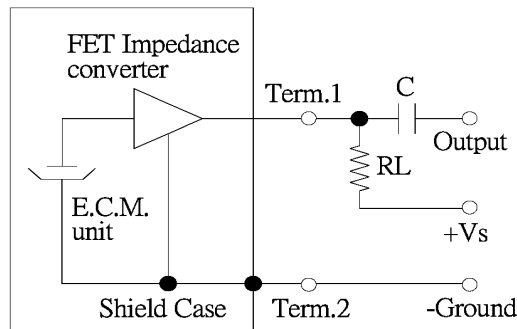 FET Impedance
converter
Term.1
C
Output
RL
+Vs
E.C.M.
unit
Shield Case
Term.2
-Ground